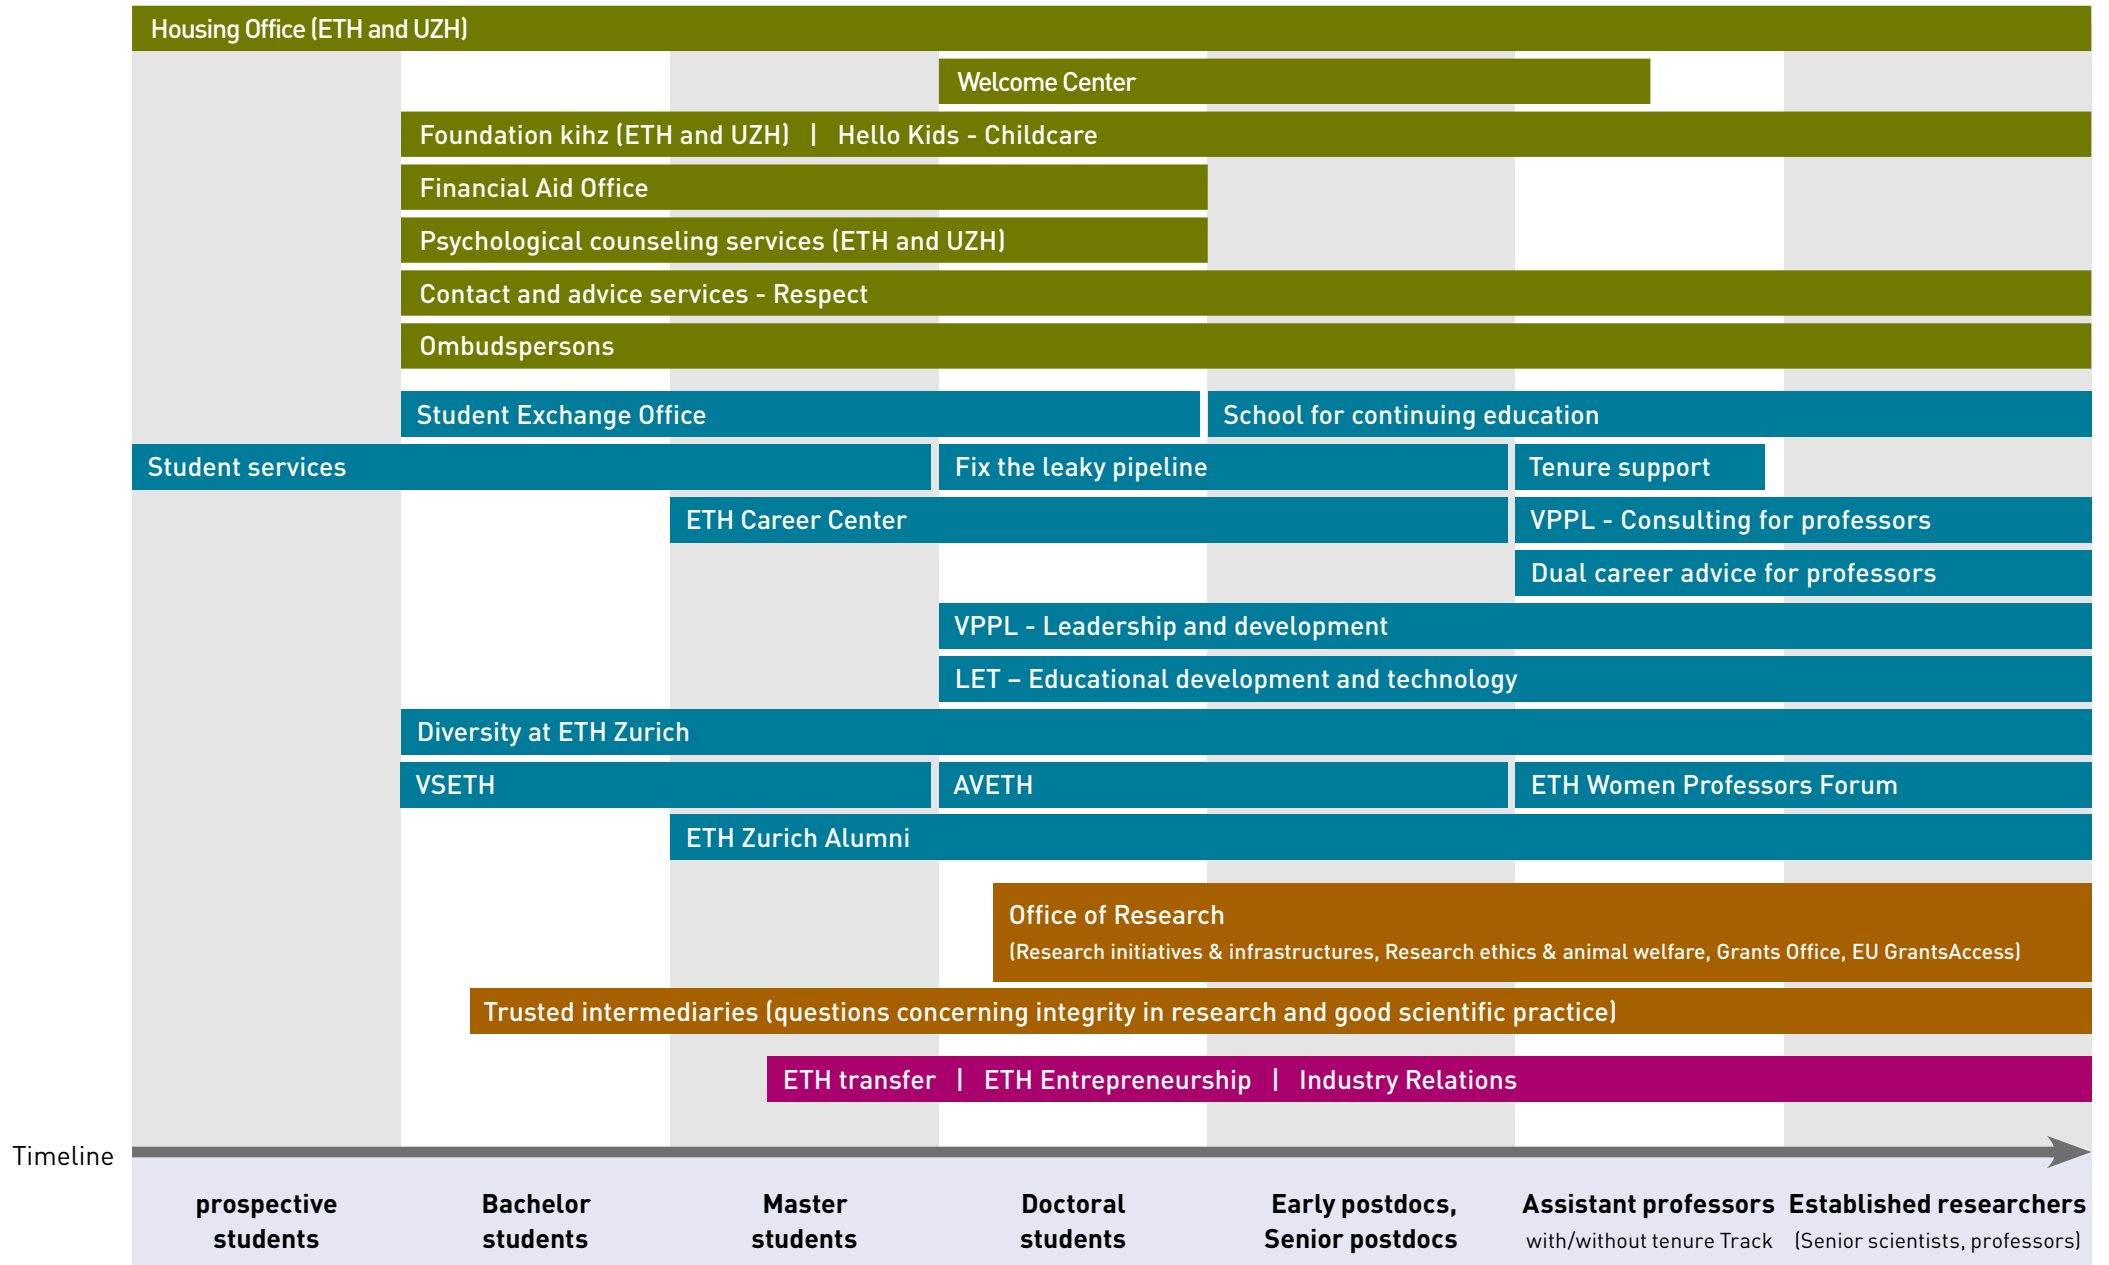 Housing Office (ETH and UZH)
Welcome Center
Foundation kihz (ETH and UZH) | Hello Kids - Childcare
Financial Aid Office
Psychological counseling services (ETH and UZH)
Contact and advice services - Respect
Ombudspersons
Student Exchange Office
School for continuing education
Student services
Fix the leaky pipeline
Tenure support
ETH Career Center
VPPL - Consulting for professors
Dual career advice for professors
VPPL - Leadership and development
LET – Educational development and technology
Diversity at ETH Zurich
VSETH
AVETH
ETH Women Professors Forum
ETH Zurich Alumni
Office of Research
(Research initiatives & infrastructures, Research ethics & animal welfare, Grants Office, EU GrantsAccess)
Trusted intermediaries (questions concerning integrity in research and good scientific practice)
ETH transfer | ETH Entrepreneurship | Industry Relations
Timeline
prospective
students
Bachelor
students
Master
students
Doctoral
students
Early postdocs,
Senior postdocs
Assistant professors
with/without tenure Track
Established researchers
(Senior scientists, professors)